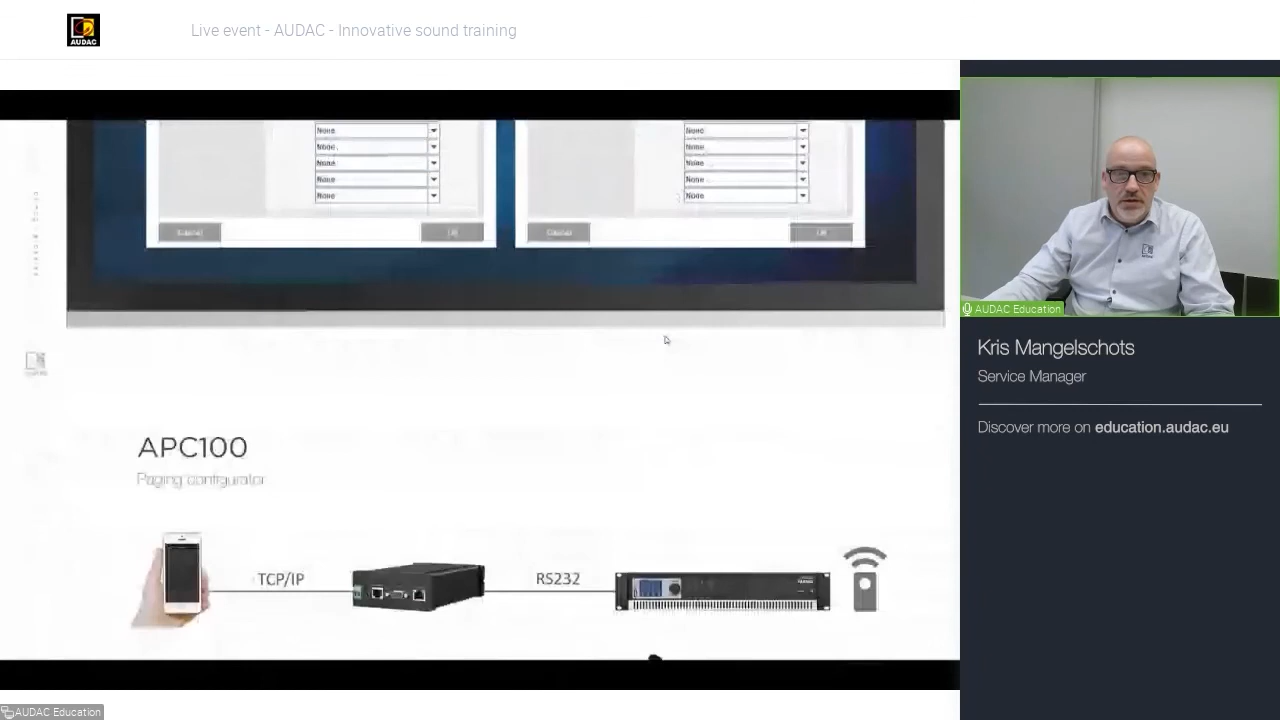 AUDAC
Live event - AUDAC - Innovative sound training
None
None
None
None
None
None
None
None
None
None
Cancel
OK
Cancel
OK
APC100
Paging configurator
TCP/IP
RS232
AUDAC Education
Kris Mangelschots
Service Manager
Discover more on education.audac.eu
AUDAC Education